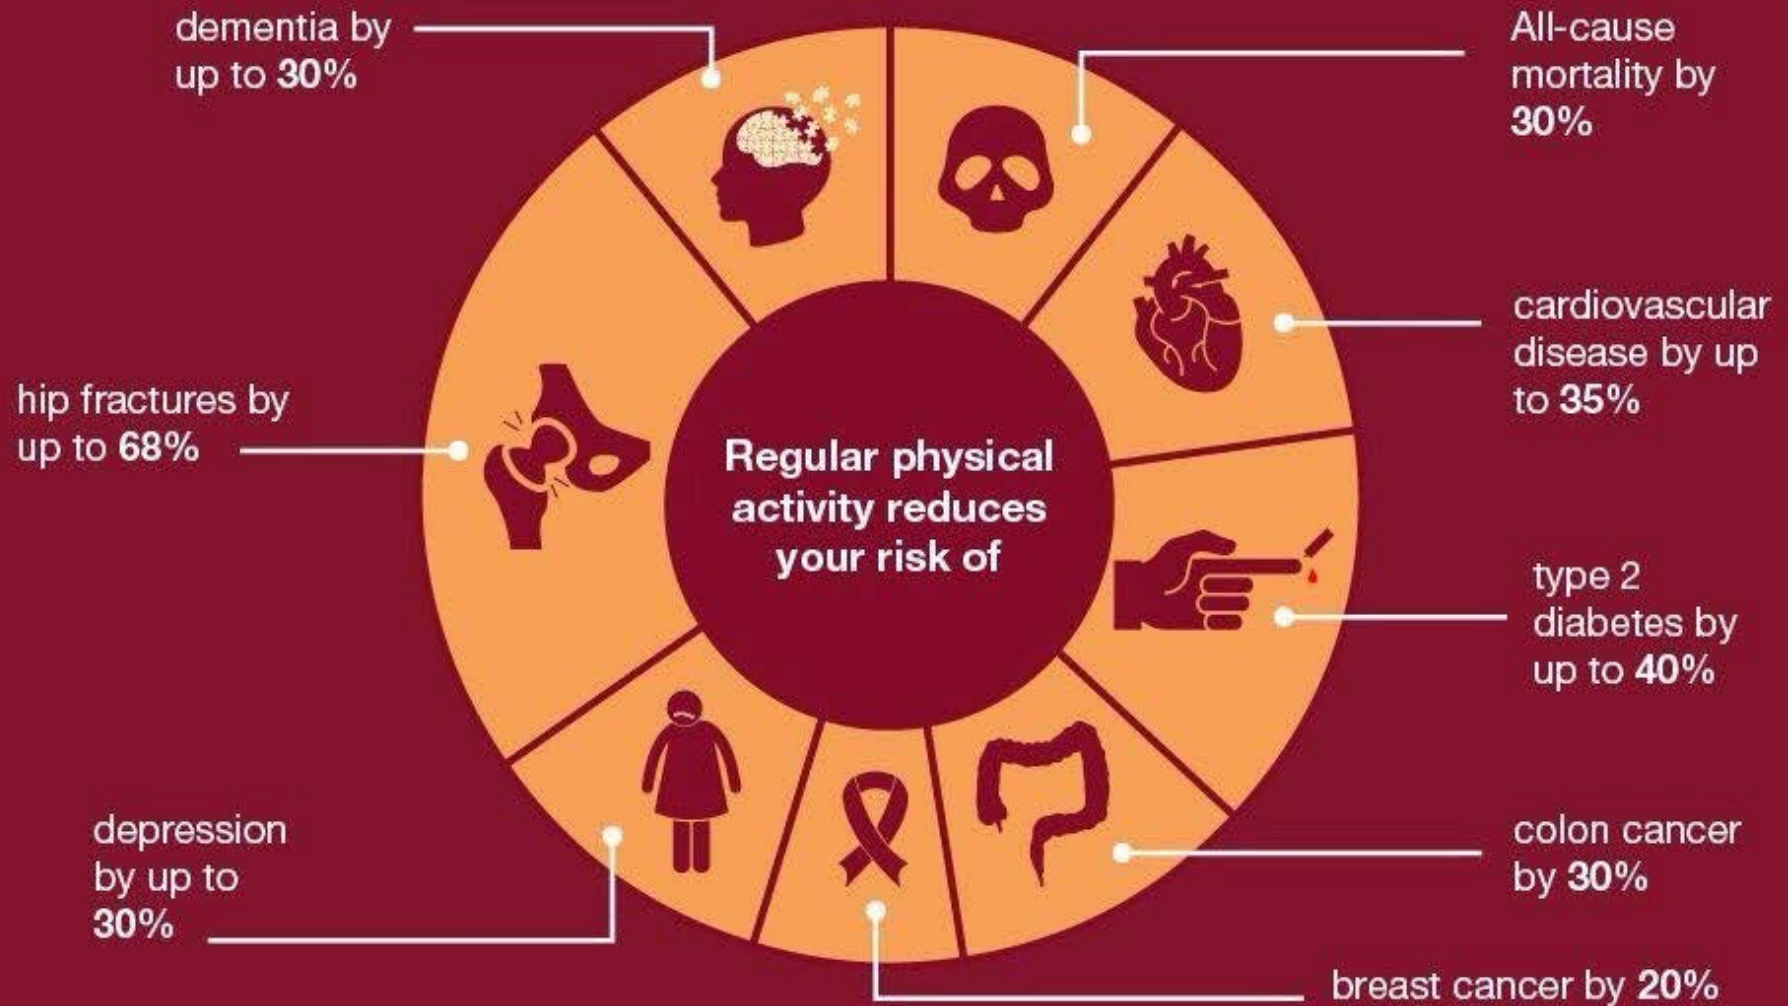 dementia by
up to 30%
All-cause
mortality by
30%
cardiovascular
disease by up
to 35%
hip fractures by
up to 68%
Regular physical
activity reduces
your risk of
type 2
diabetes by
up to 40%
depression
by up to
30%
colon cancer
by 30%
breast cancer by 20%